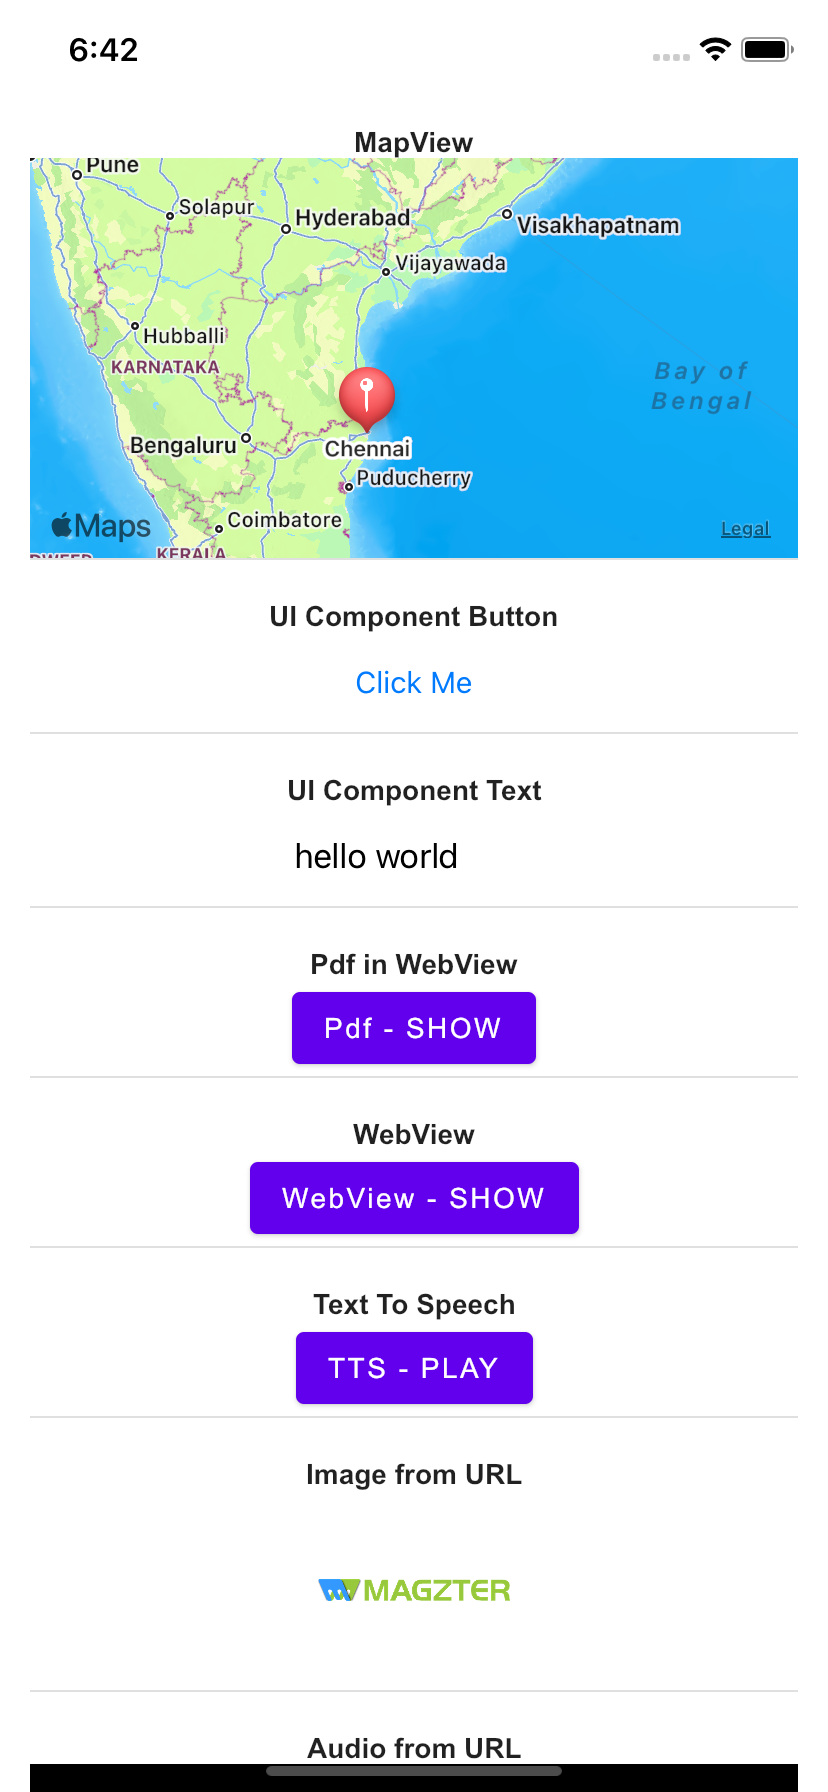 6:42
MapView
Pune
Solapur
Hyderabad
Visakhapatnam
Vijayawada
Hubballi
KARNATAKA
Bay of
Bengal
Bengaluru
Chennai
Puducherry
Coimbatore
Maps
Legal
KERALA
UI Component Button
Click Me
UI Component Text
hello world
Pdf in WebView
Pdf - SHOW
WebView
WebView - SHOW
Text To Speech
TTS - PLAY
Image from URL
MAGZTER
Audio from URL